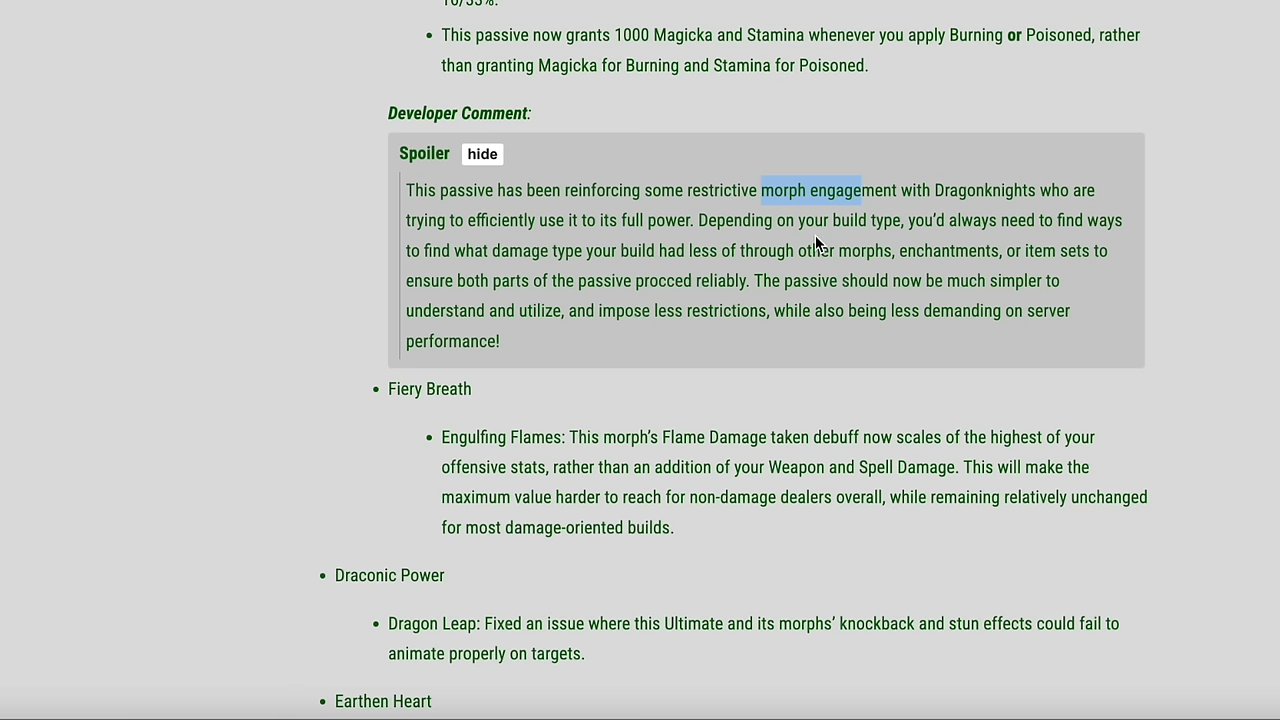 10/33%.
This passive now grants 1000 Magicka and Stamina whenever you apply Burning or Poisoned, rather
than granting Magicka for Burning and Stamina for Poisoned.
Developer Comment:
Spoiler hide
This passive has been reinforcing some restrictive morph engagement with Dragonknights who are
trying to efficiently use it to its full power. Depending on your build type, you’d always need to find ways
to find what damage type your build had less of through other morphs, enchantments, or item sets to
ensure both parts of the passive procced reliably. The passive should now be much simpler to
understand and utilize, and impose less restrictions, while also being less demanding on server
performance!
Fiery Breath
Engulfing Flames: This morph’s Flame Damage taken debuff now scales of the highest of your
offensive stats, rather than an addition of your Weapon and Spell Damage. This will make the
maximum value harder to reach for non-damage dealers overall, while remaining relatively unchanged
for most damage-oriented builds.
Draconic Power
Dragon Leap: Fixed an issue where this Ultimate and its morphs’ knockback and stun effects could fail to
animate properly on targets.
Earthen Heart